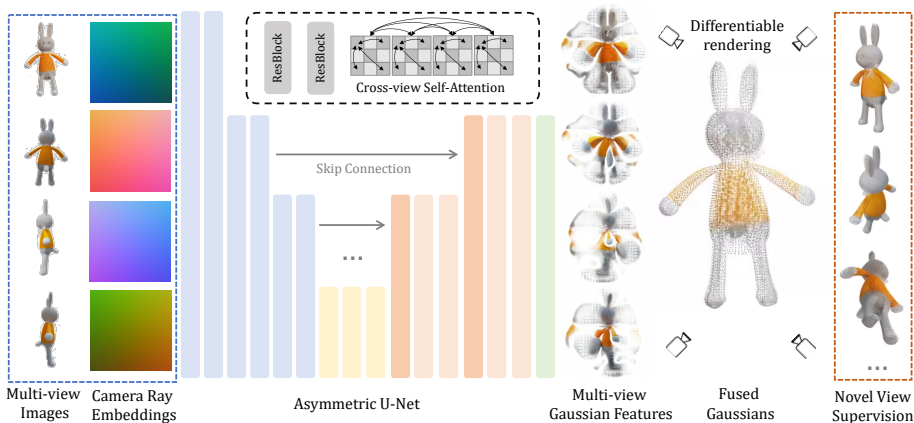 ResBlock
ResBlock
Cross-view Self-Attention
Differentiable
rendering
Skip Connection
...
Multi-view
Images
Camera Ray
Embeddings
Asymmetric U-Net
Multi-view
Gaussian Features
Fused
Gaussians
...
Novel View
Supervision